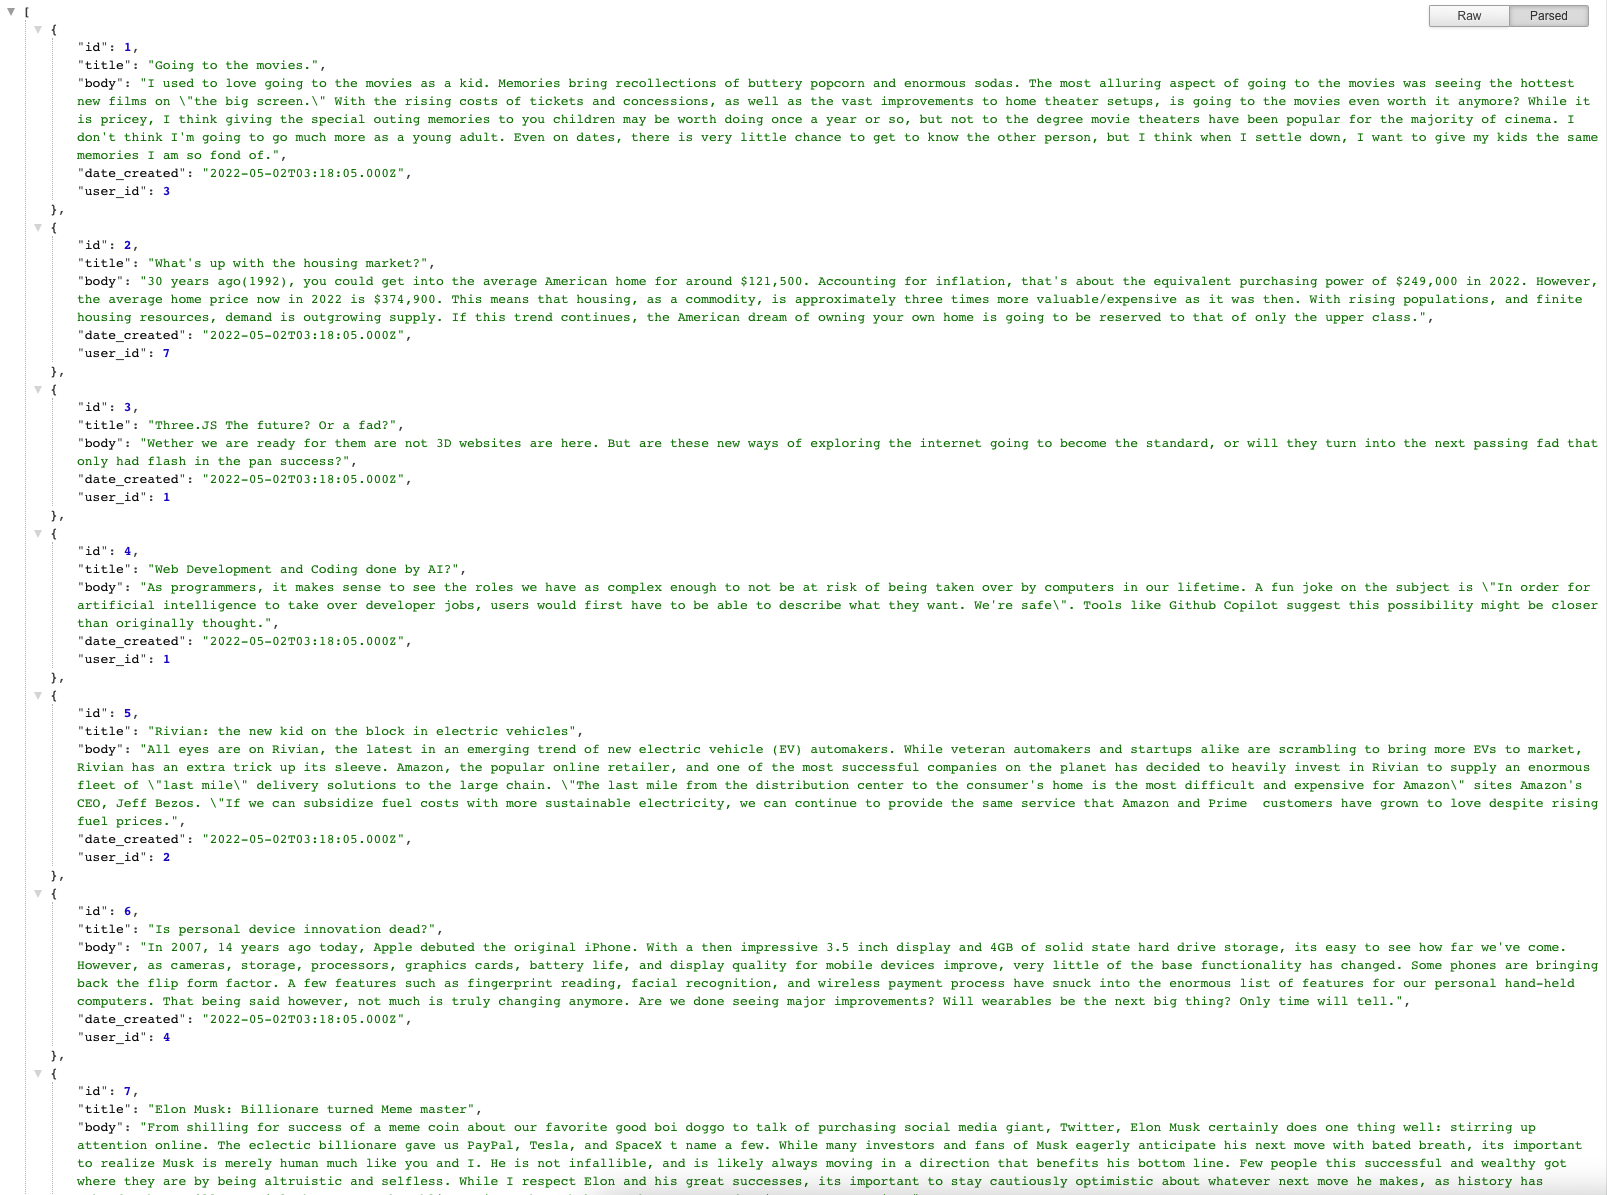 [
Raw Parsed
{
"id": 1,
"title": "Going to the movies.",
"body": "I used to love going to the movies as a kid. Memories bring recollections of buttery popcorn and enormous sodas. The most alluring aspect of going to the movies was seeing the hottest
new films on \"the big screen.\" With the rising costs of tickets and concessions, as well as the vast improvements to home theater setups, is going to the movies even worth it anymore? While it
is pricey, I think giving the special outing memories to you children may be worth doing once a year or so, but not to the degree movie theaters have been popular for the majority of cinema. I
don't think I'm going to go much more as a young adult. Even on dates, there is very little chance to get to know the other person, but I think when I settle down, I want to give my kids the same
memories I am so fond of.",
"date_created": "2022-05-02T03:18:05.000Z",
"user_id": 3
},
{
"id": 2,
"title": "What's up with the housing market?",
"body": "30 years ago(1992), you could get into the average American home for around $121,500. Accounting for inflation, that's about the equivalent purchasing power of $249,000 in 2022. However,
the average home price now in 2022 is $374,900. This means that housing, as a commodity, is approximately three times more valuable/expensive as it was then. With rising populations, and finite
housing resources, demand is outgrowing supply. If this trend continues, the American dream of owning your own home is going to be reserved to that of only the upper class.",
"date_created": "2022-05-02T03:18:05.000Z",
"user_id": 7
},
{
"id": 3,
"title": "Three.JS The future? Or a fad?",
"body": "Wether we are ready for them are not 3D websites are here. But are these new ways of exploring the internet going to become the standard, or will they turn into the next passing fad that
only had flash in the pan success?",
"date_created": "2022-05-02T03:18:05.000Z",
"user_id": 1
},
{
"id": 4,
"title": "Web Development and Coding done by AI?",
"body": "As programmers, it makes sense to see the roles we have as complex enough to not be at risk of being taken over by computers in our lifetime. A fun joke on the subject is \"In order for
artificial intelligence to take over developer jobs, users would first have to be able to describe what they want. We're safe\". Tools like Github Copilot suggest this possibility might be closer
than originally thought.",
"date_created": "2022-05-02T03:18:05.000Z",
"user_id": 1
},
{
"id": 5,
"title": "Rivian: the new kid on the block in electric vehicles",
"body": "All eyes are on Rivian, the latest in an emerging trend of new electric vehicle (EV) automakers. While veteran automakers and startups alike are scrambling to bring more EVs to market,
Rivian has an extra trick up its sleeve. Amazon, the popular online retailer, and one of the most successful companies on the planet has decided to heavily invest in Rivian to supply an enormous
fleet of \"last mile\" delivery solutions to the large chain. \"The last mile from the distribution center to the consumer's home is the most difficult and expensive for Amazon\" sites Amazon's
CEO, Jeff Bezos. \"If we can subsidize fuel costs with more sustainable electricity, we can continue to provide the same service that Amazon and Prime  customers have grown to love despite rising
fuel prices.",
"date_created": "2022-05-02T03:18:05.000Z",
"user_id": 2
},
{
"id": 6,
"title": "Is personal device innovation dead?",
"body": "In 2007, 14 years ago today, Apple debuted the original iPhone. With a then impressive 3.5 inch display and 4GB of solid state hard drive storage, its easy to see how far we've come.
However, as cameras, storage, processors, graphics cards, battery life, and display quality for mobile devices improve, very little of the base functionality has changed. Some phones are bringing
back the flip form factor. A few features such as fingerprint reading, facial recognition, and wireless payment process have snuck into the enormous list of features for our personal hand-held
computers. That being said however, not much is truly changing anymore. Are we done seeing major improvements? Will wearables be the next big thing? Only time will tell.",
"date_created": "2022-05-02T03:18:05.000Z",
"user_id": 4
},
{
"id": 7,
"title": "Elon Musk: Billionare turned Meme master",
"body": "From shilling for success of a meme coin about our favorite good boi doggo to talk of purchasing social media giant, Twitter, Elon Musk certainly does one thing well: stirring up
attention online. The eclectic billionare gave us PayPal, Tesla, and SpaceX t name a few. While many investors and fans of Musk eagerly anticipate his next move with bated breath, its important
to realize Musk is merely human much like you and I. He is not infallible, and is likely always moving in a direction that benefits his bottom line. Few people this successful and wealthy got
where they are by being altruistic and selfless. While I respect Elon and his great successes, its important to stay cautiously optimistic about whatever next move he makes, as history has